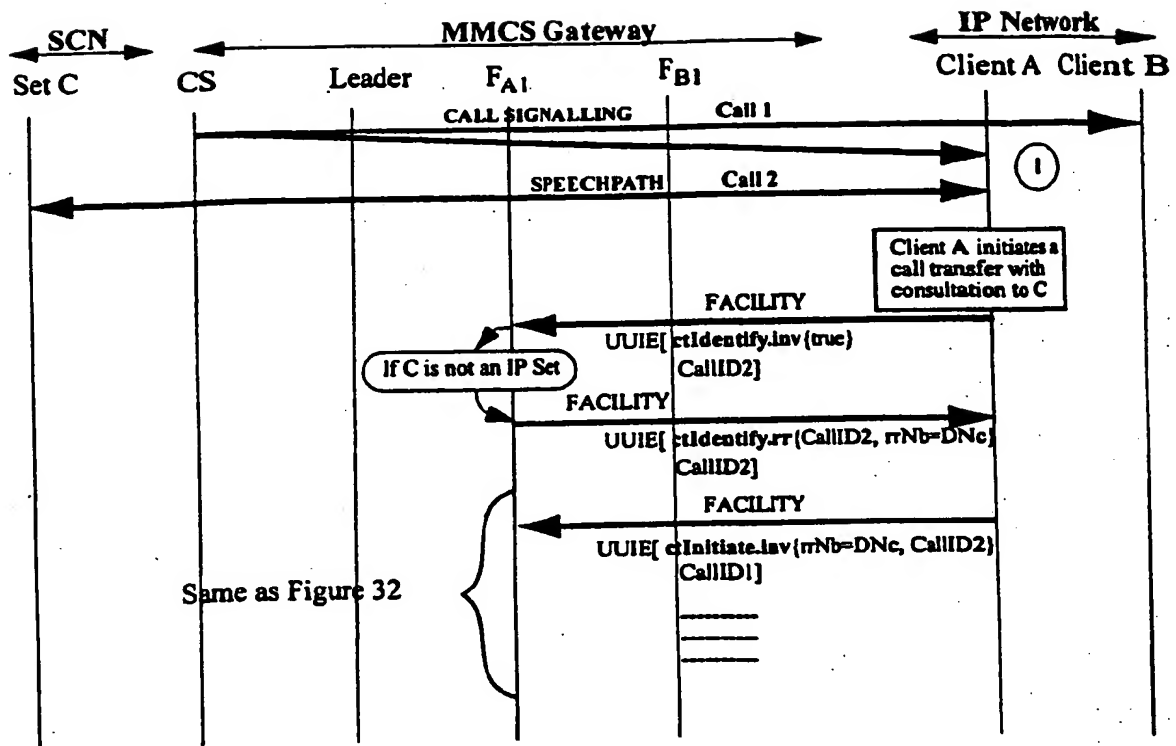 SCN MMCS Gateway IP Network
Set C CS Leader FA1 FB1 Client A Client B
CALL SIGNALLING Call 1
1
SPEECHPATH Call 2
Client A initiates a
call transfer with
consultation to C
FACILITY
UUIE[ ctIdentify.inv{true}
CallID2]
If C is not an IP Set
FACILITY
UUIE[ ctIdentify.rr{CallID2, rrNb=DNc}
CallID2]
FACILITY
UUIE[ ctInitiate.inv{rrNb=DNc, CallID2}
CallID1]
Same as Figure 32